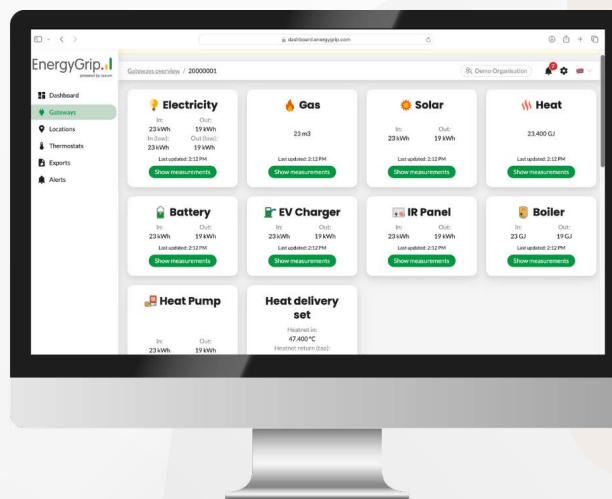 dashboard.energygrip.com
EnergyGrip
powered by
Gateways overview / 20000001
Demo Organisation
7
Dashboard
Gateways
Locations
Thermostats
Exports
Alerts
Electricity
In: Out:
23 kWh 19 kWh
In (low): Out (low):
23 kWh 19 kWh
Last updated: 2:12 PM
Show measurements
Gas
23 m3
Last updated: 2:12 PM
Show measurements
Solar
In: Out:
23 kWh 19 kWh
Last updated: 2:12 PM
Show measurements
Heat
23.400 GJ
Last updated: 2:12 PM
Show measurements
Battery
In: Out:
23 kWh 19 kWh
Last updated: 2:12 PM
Show measurements
EV Charger
In: Out:
23 kWh 19 kWh
Last updated: 2:12 PM
Show measurements
IR Panel
In: Out:
23 kWh 19 kWh
Last updated: 2:12 PM
Show measurements
Boiler
In: Out:
23 GJ 19 GJ
Last updated: 2:12 PM
Show measurements
Heat Pump
In: Out:
23 kWh 19 kWh
Heat delivery
set
Heatnet in:
47.400 °C
Heatnet return (tap):